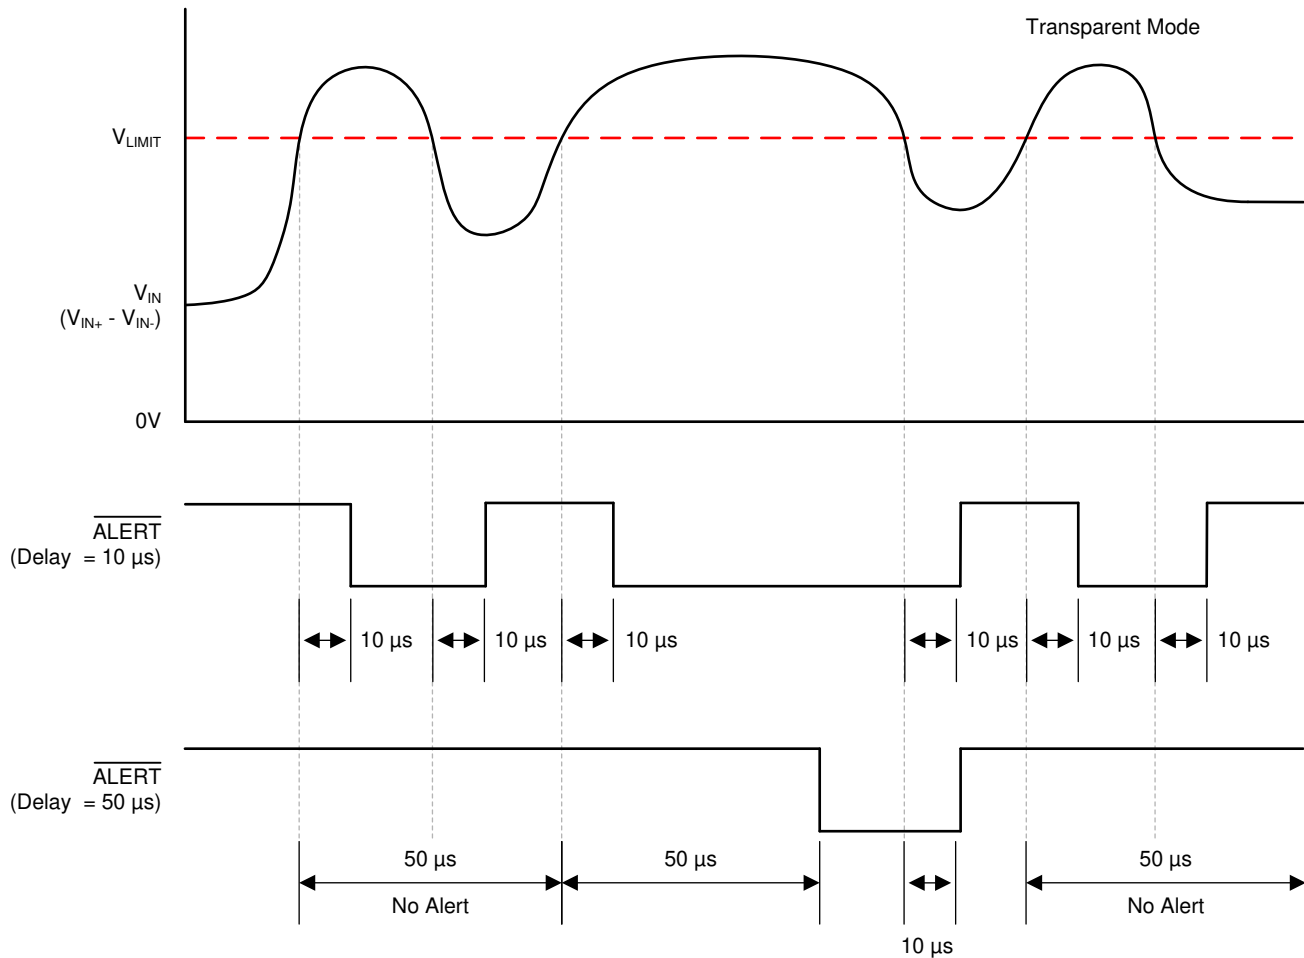 Transparent Mode
VLIMIT
VIN
(VIN+ - VIN-)
0V
ALERT
(Delay = 10 µs)
10 µs
10 µs
10 µs
10 µs
10 µs
10 µs
ALERT
(Delay = 50 µs)
50 µs
50 µs
50 µs
No Alert
No Alert
10 µs